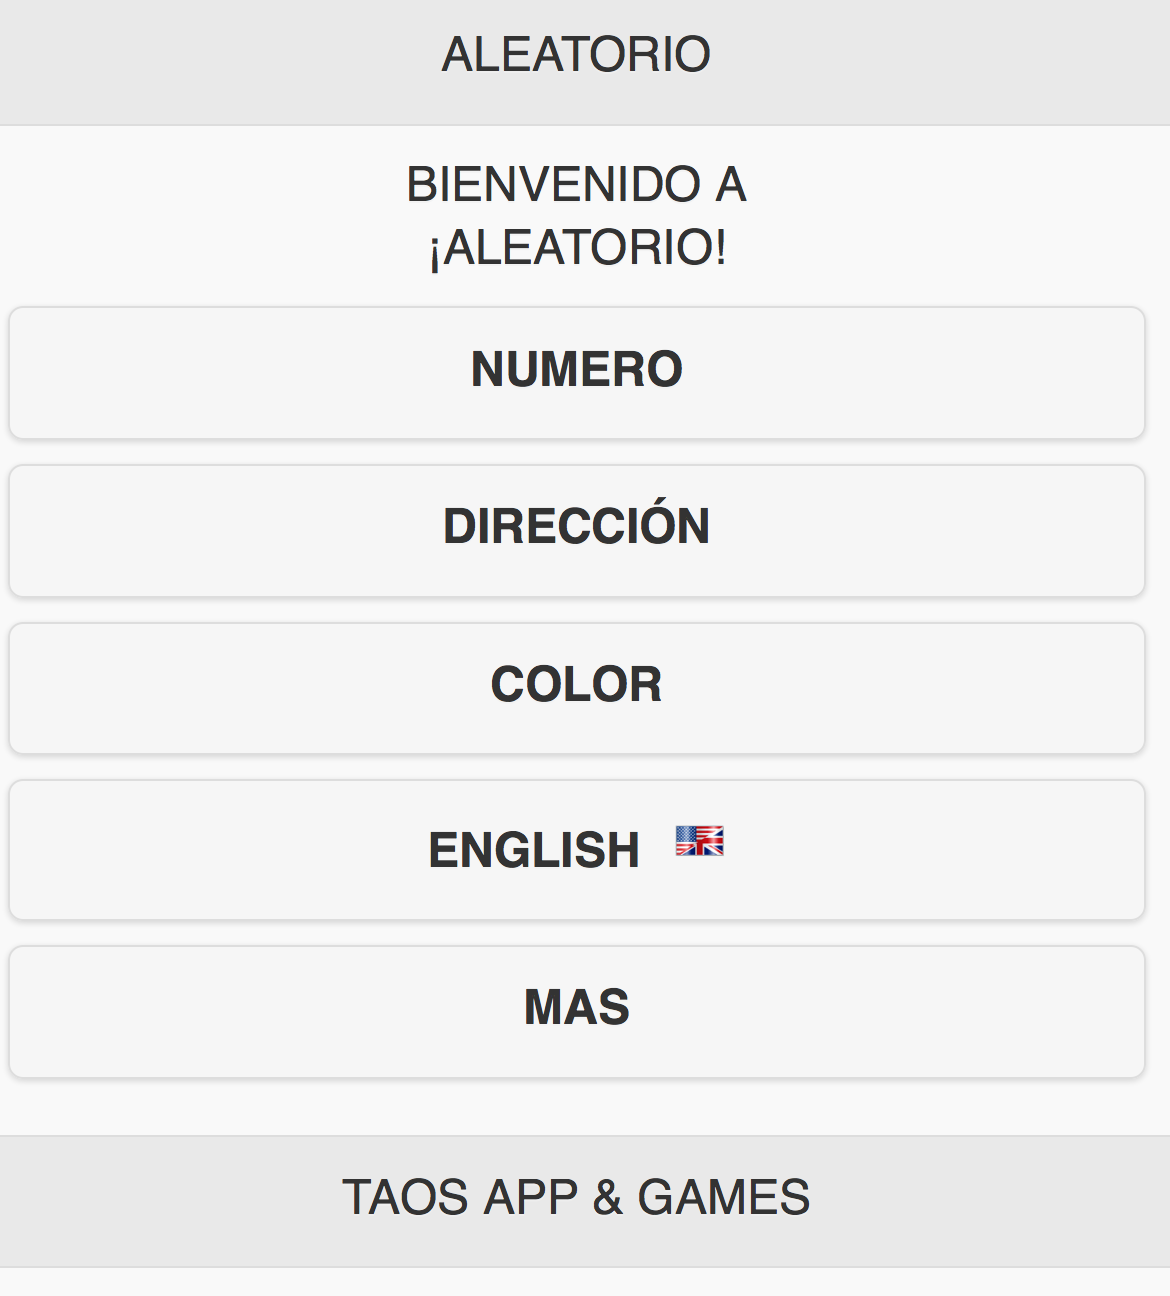 ALEATORIO
BIENVENIDO A
¡ALEATORIO!
NUMERO
DIRECCIÓN
COLOR
ENGLISH
MAS
TAOS APP & GAMES